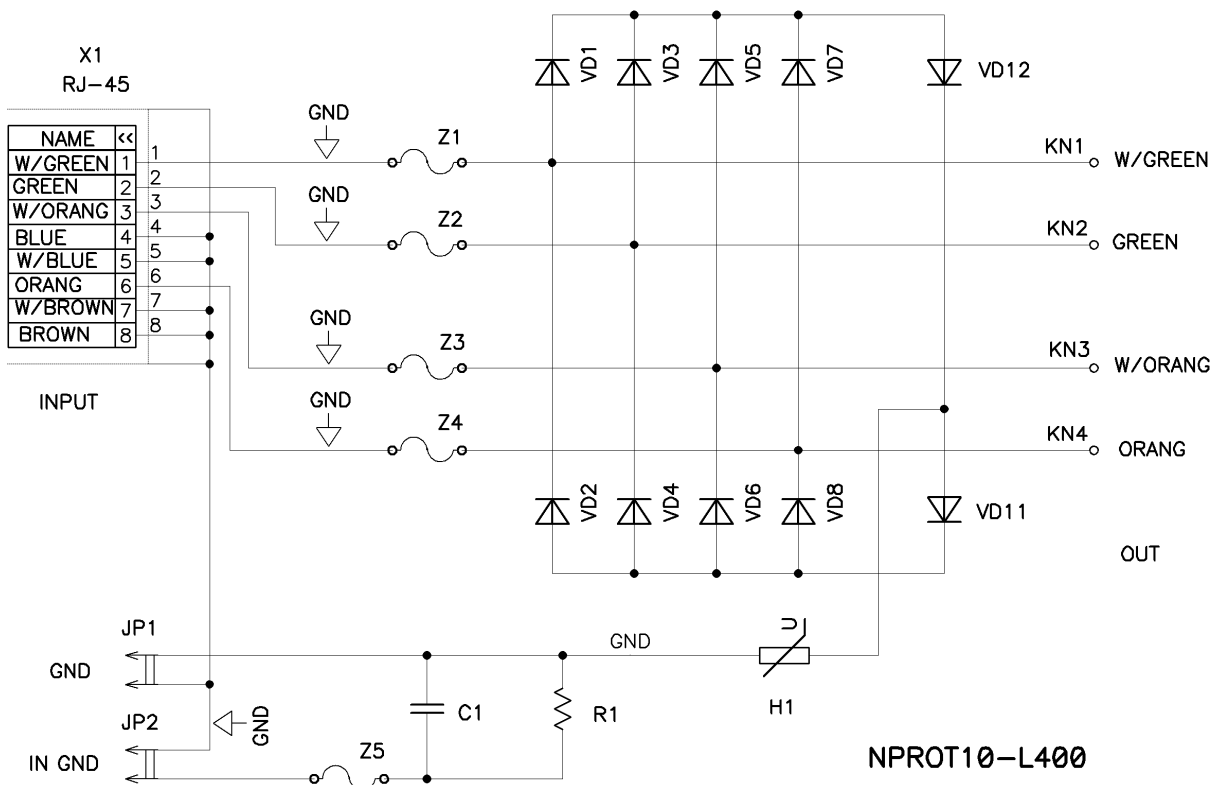 X1
RJ-45
NAME <<
W/GREEN 1 1
GREEN 2 2
W/ORANG 3 3
BLUE 4 4
W/BLUE 5 5
ORANG 6 6
W/BROWN 7 7
BROWN 8 8
INPUT
GND
Z1
GND
Z2
GND
Z3
GND
Z4
VD1
VD3
VD5
VD7
VD12
KN1 W/GREEN
KN2 GREEN
KN3 W/ORANG
KN4 ORANG
VD2
VD4
VD6
VD8
VD11
OUT
JP1
GND
JP2
IN GND
GND
Z5
C1
R1
GND
U
H1
NPROT10-L400